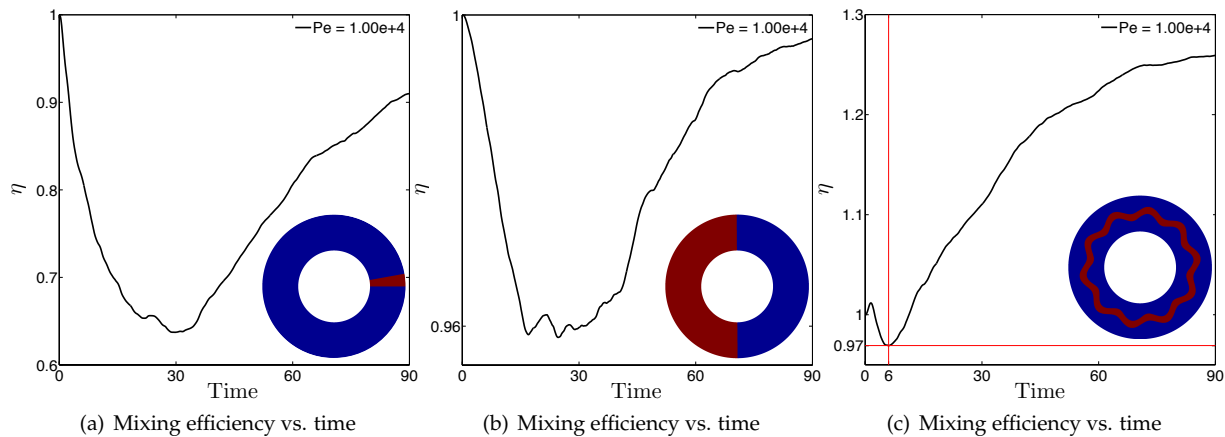 1
0.9
0.8
0.7
0.6
η
0
30
60
90
Time
Pe = 1.00e+4
(a) Mixing efficiency vs. time
1
0.96
η
0
30
60
90
Time
Pe = 1.00e+4
(b) Mixing efficiency vs. time
1.3
1.2
1.1
1
0.97
η
0
6
30
60
90
Time
Pe = 1.00e+4
(c) Mixing efficiency vs. time